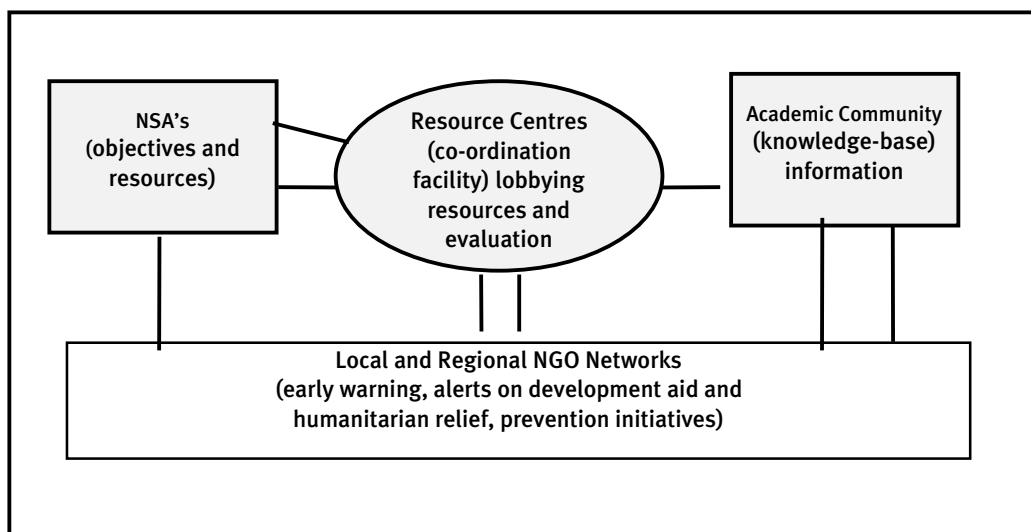 NSA's
(objectives and
resources)
Resource Centres
(co-ordination
facility) lobbying
resources and
evaluation
Academic Community
(knowledge-base)
information
Local and Regional NGO Networks
(early warning, alerts on development aid and
humanitarian relief, prevention initiatives)